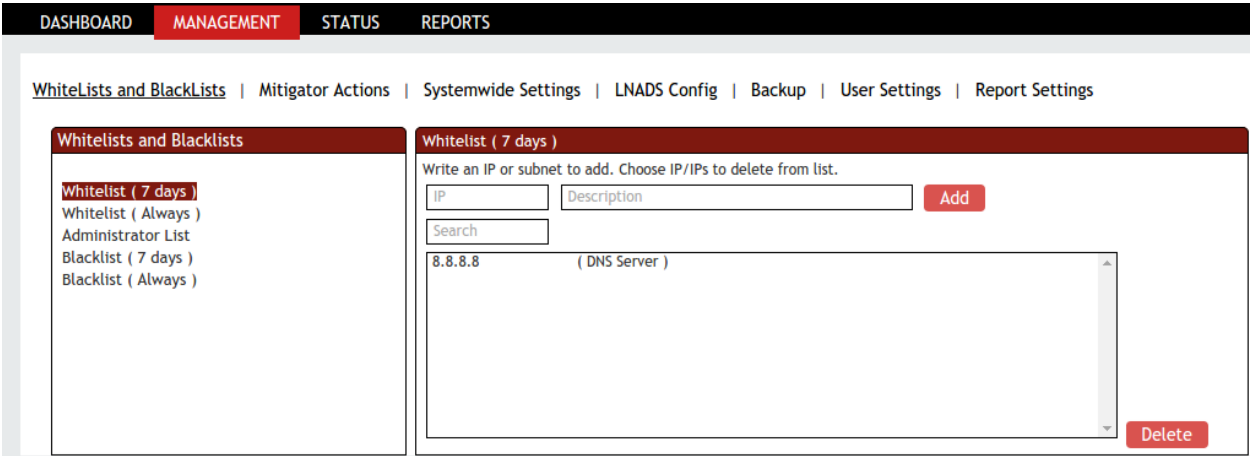 DASHBOARD MANAGEMENT STATUS REPORTS
WhiteLists and BlackLists | Mitigator Actions | Systemwide Settings | LNADS Config | Backup | User Settings | Report Settings
Whitelists and Blacklists
Whitelist ( 7 days )
Whitelist ( Always )
Administrator List
Blacklist ( 7 days )
Blacklist ( Always )
Whitelist ( 7 days )
Write an IP or subnet to add. Choose IP/IPs to delete from list.
IP Description Add
Search
8.8.8.8 ( DNS Server )
Delete